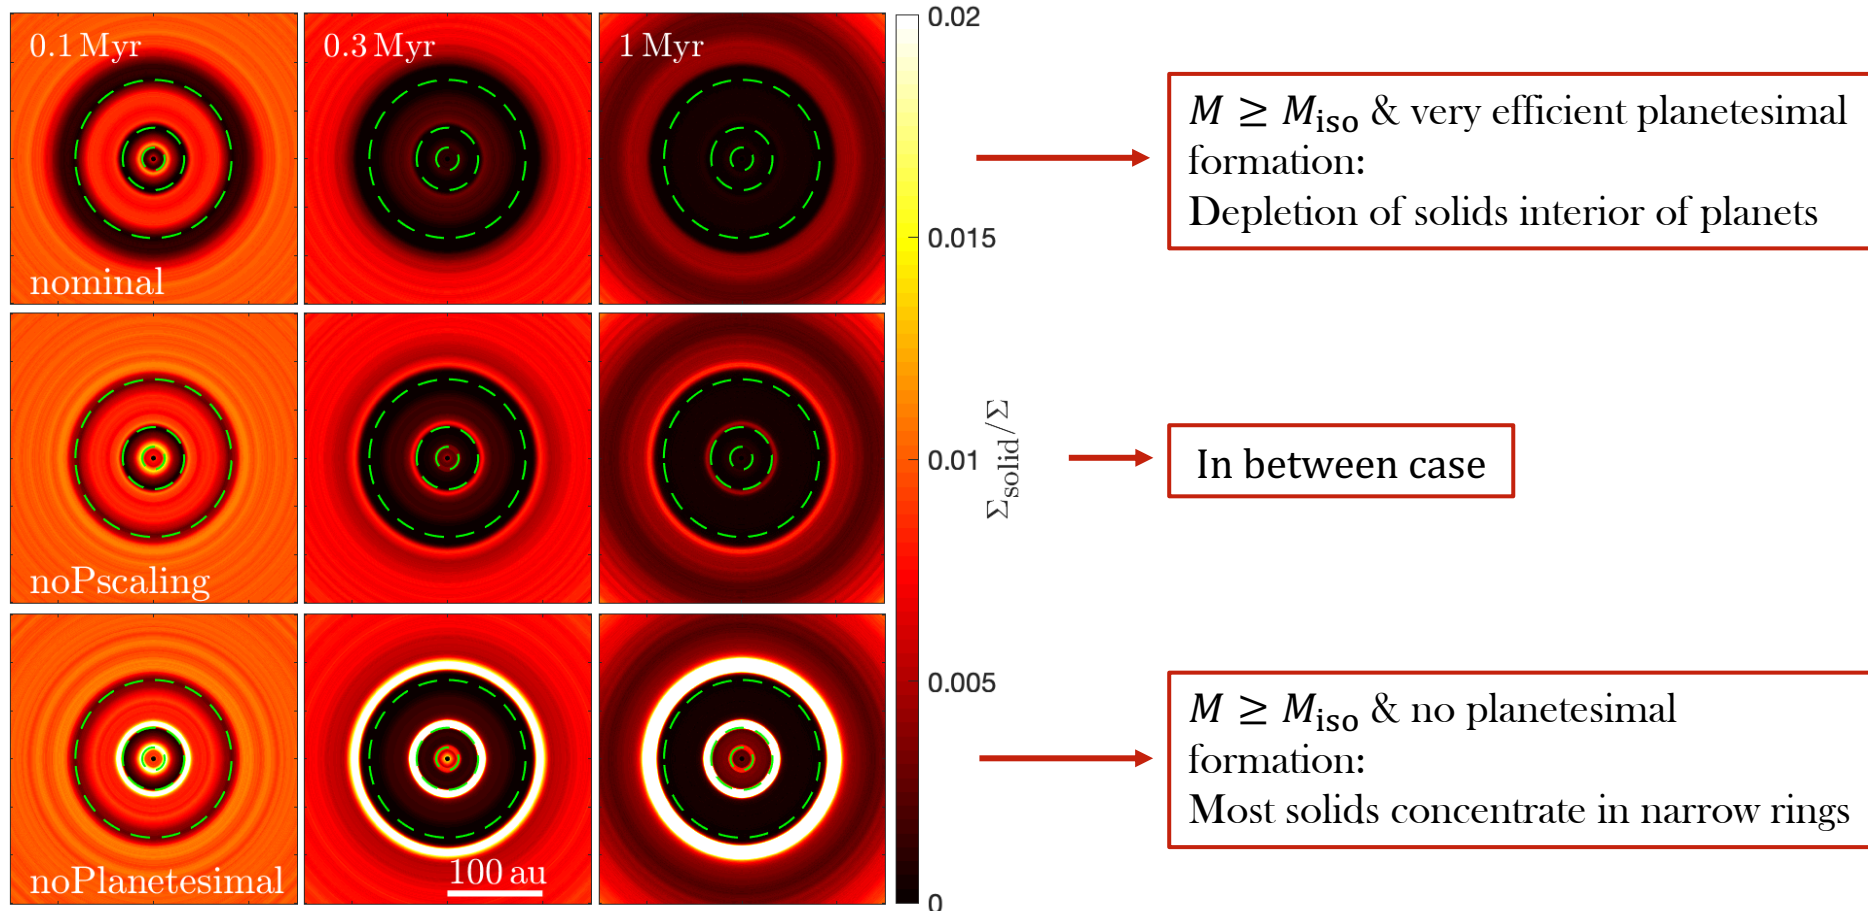 0.1 Myr
0.3 Myr
1 Myr
nominal
noPscaling
noPlanetesimal
100 au
0.02
0.015
0.01
0.005
0
Σsolid/Σ
M ≥ Miso & very efficient planetesimal
formation:
Depletion of solids interior of planets
In between case
M ≥ Miso & no planetesimal
formation:
Most solids concentrate in narrow rings